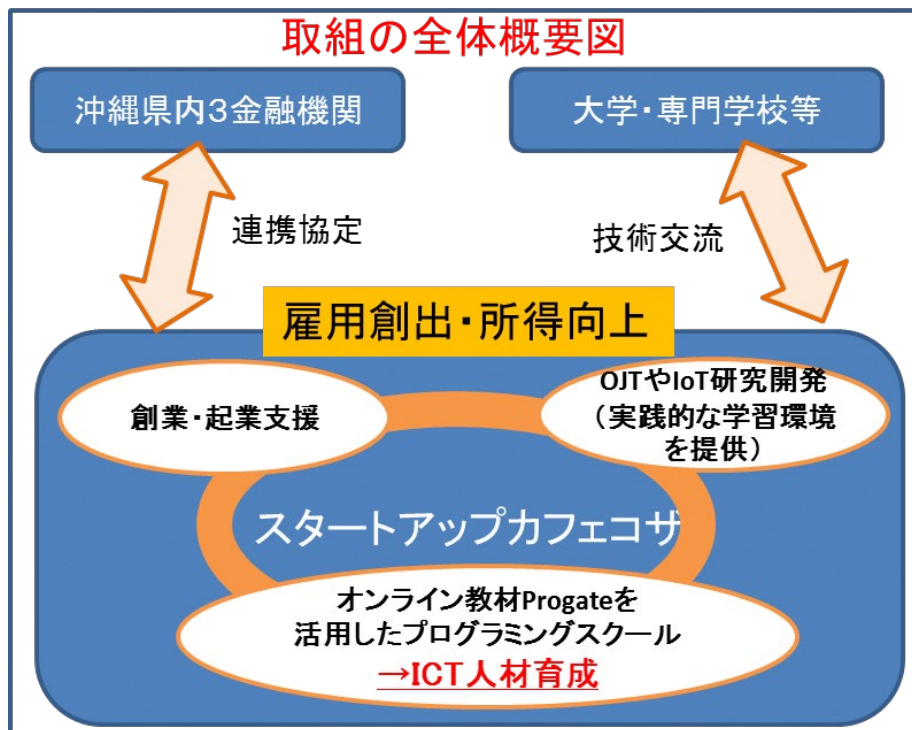 取組の全体概要図
沖縄県内3金融機関
大学・専門学校等
連携協定
技術交流
雇用創出・所得向上
創業・起業支援
OJTやIoT研究開発
(実践的な学習環境
を提供)
スタートアップカフェコザ
オンライン教材Progateを
活用したプログラミングスクール
→ICT人材育成